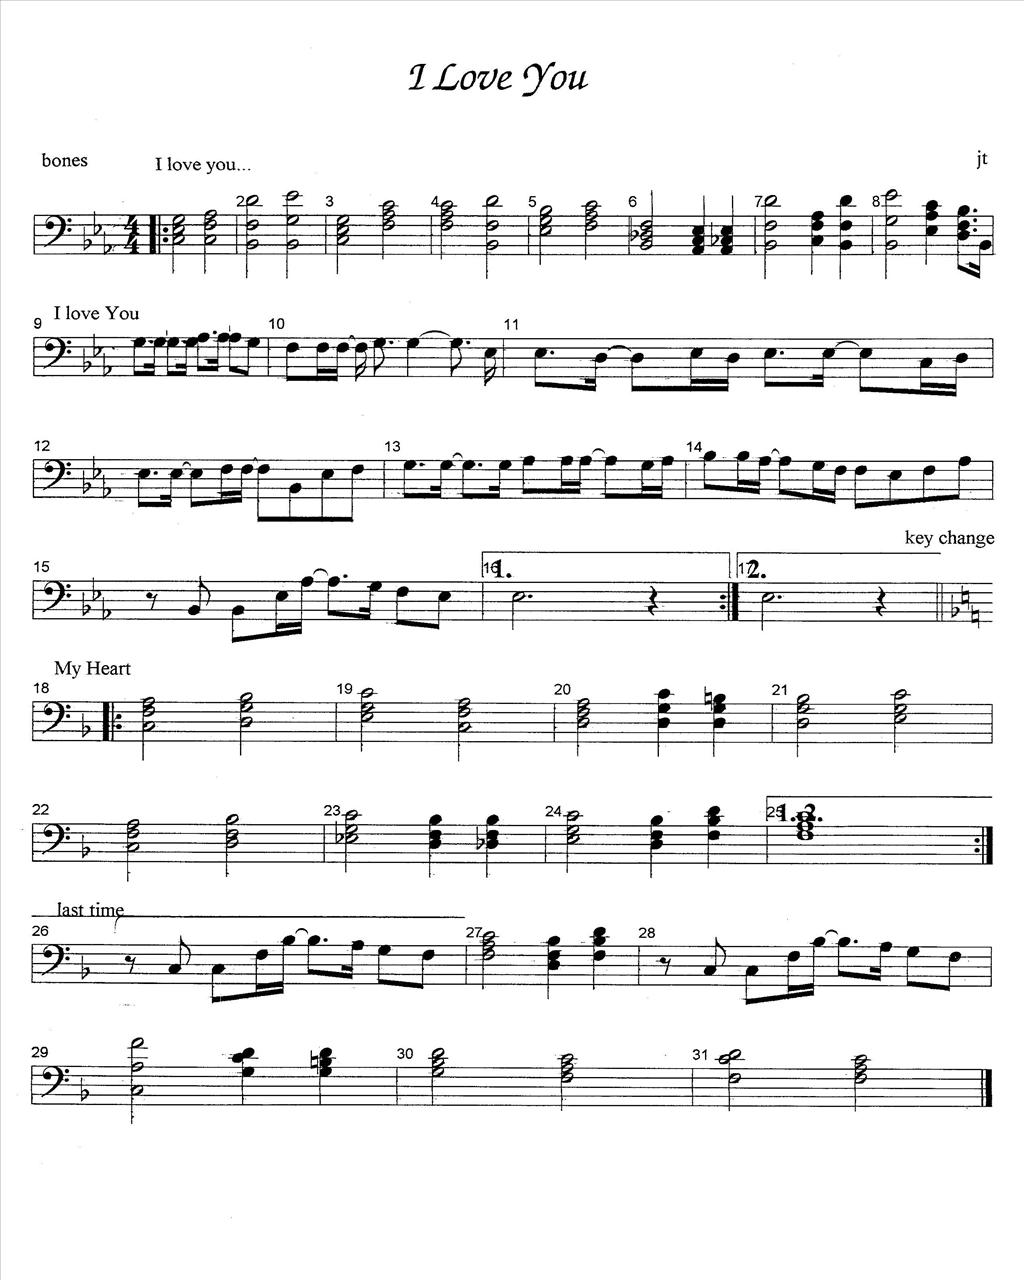 I Love You
bones
I love you...
jt
2 3 4 5 6 7 8
I love You
9 10 11
12 13 14
key change
15 16 1. 17 2.
My Heart
18 19 20 21
22 23 24 25 1.2.
last time
26 27 28
29 30 31